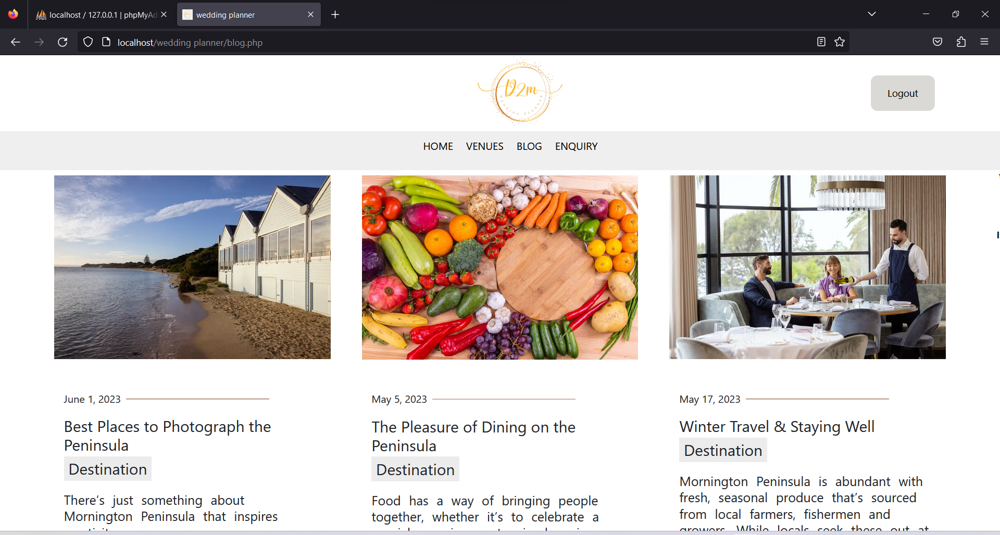 localhost / 127.0.0.1 | phpMyAd
wedding planner
localhost/wedding planner/blog.php
D2m
WEDDING PLANNER
Logout
HOME VENUES BLOG ENQUIRY
June 1, 2023
Best Places to Photograph the
Peninsula
Destination
There’s just something about
Mornington Peninsula that inspires
May 5, 2023
The Pleasure of Dining on the
Peninsula
Destination
Food has a way of bringing people
together, whether it’s to celebrate a
May 17, 2023
Winter Travel & Staying Well
Destination
Mornington Peninsula is abundant with
fresh, seasonal produce that’s sourced
from local farmers, fishermen and
growers. While locals seek these out at